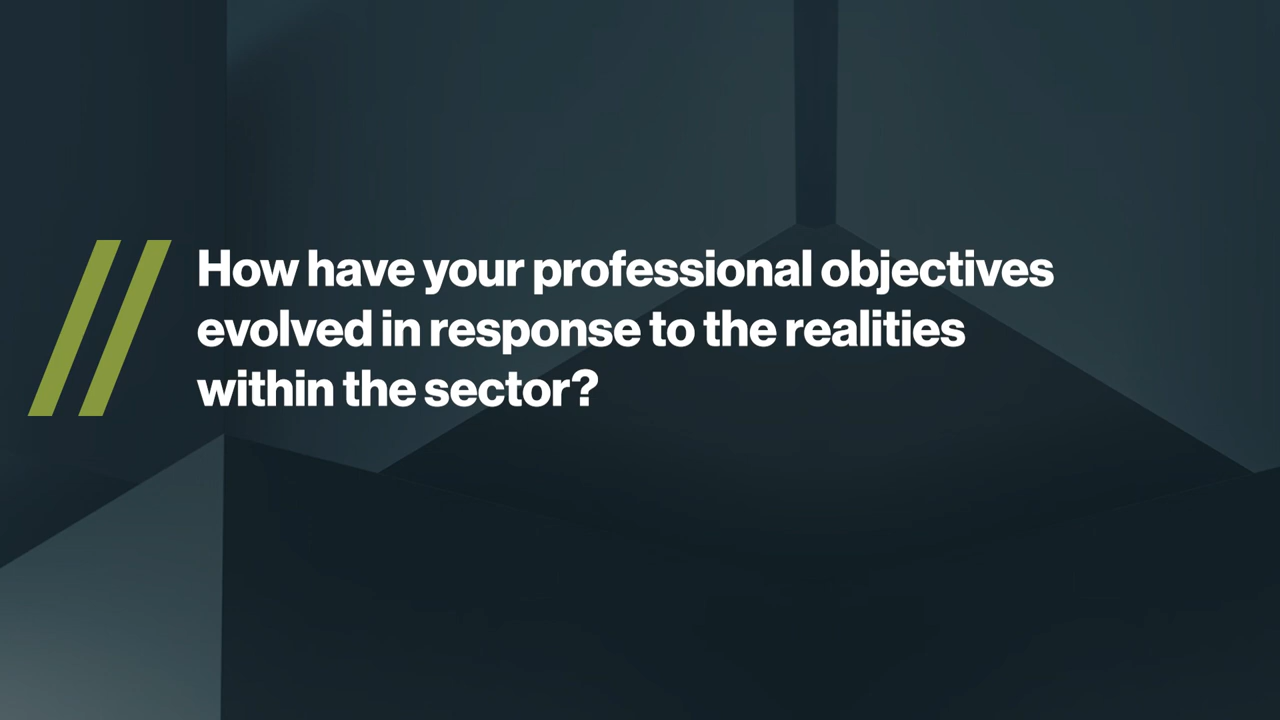 How have your professional objectives
evolved in response to the realities
within the sector?